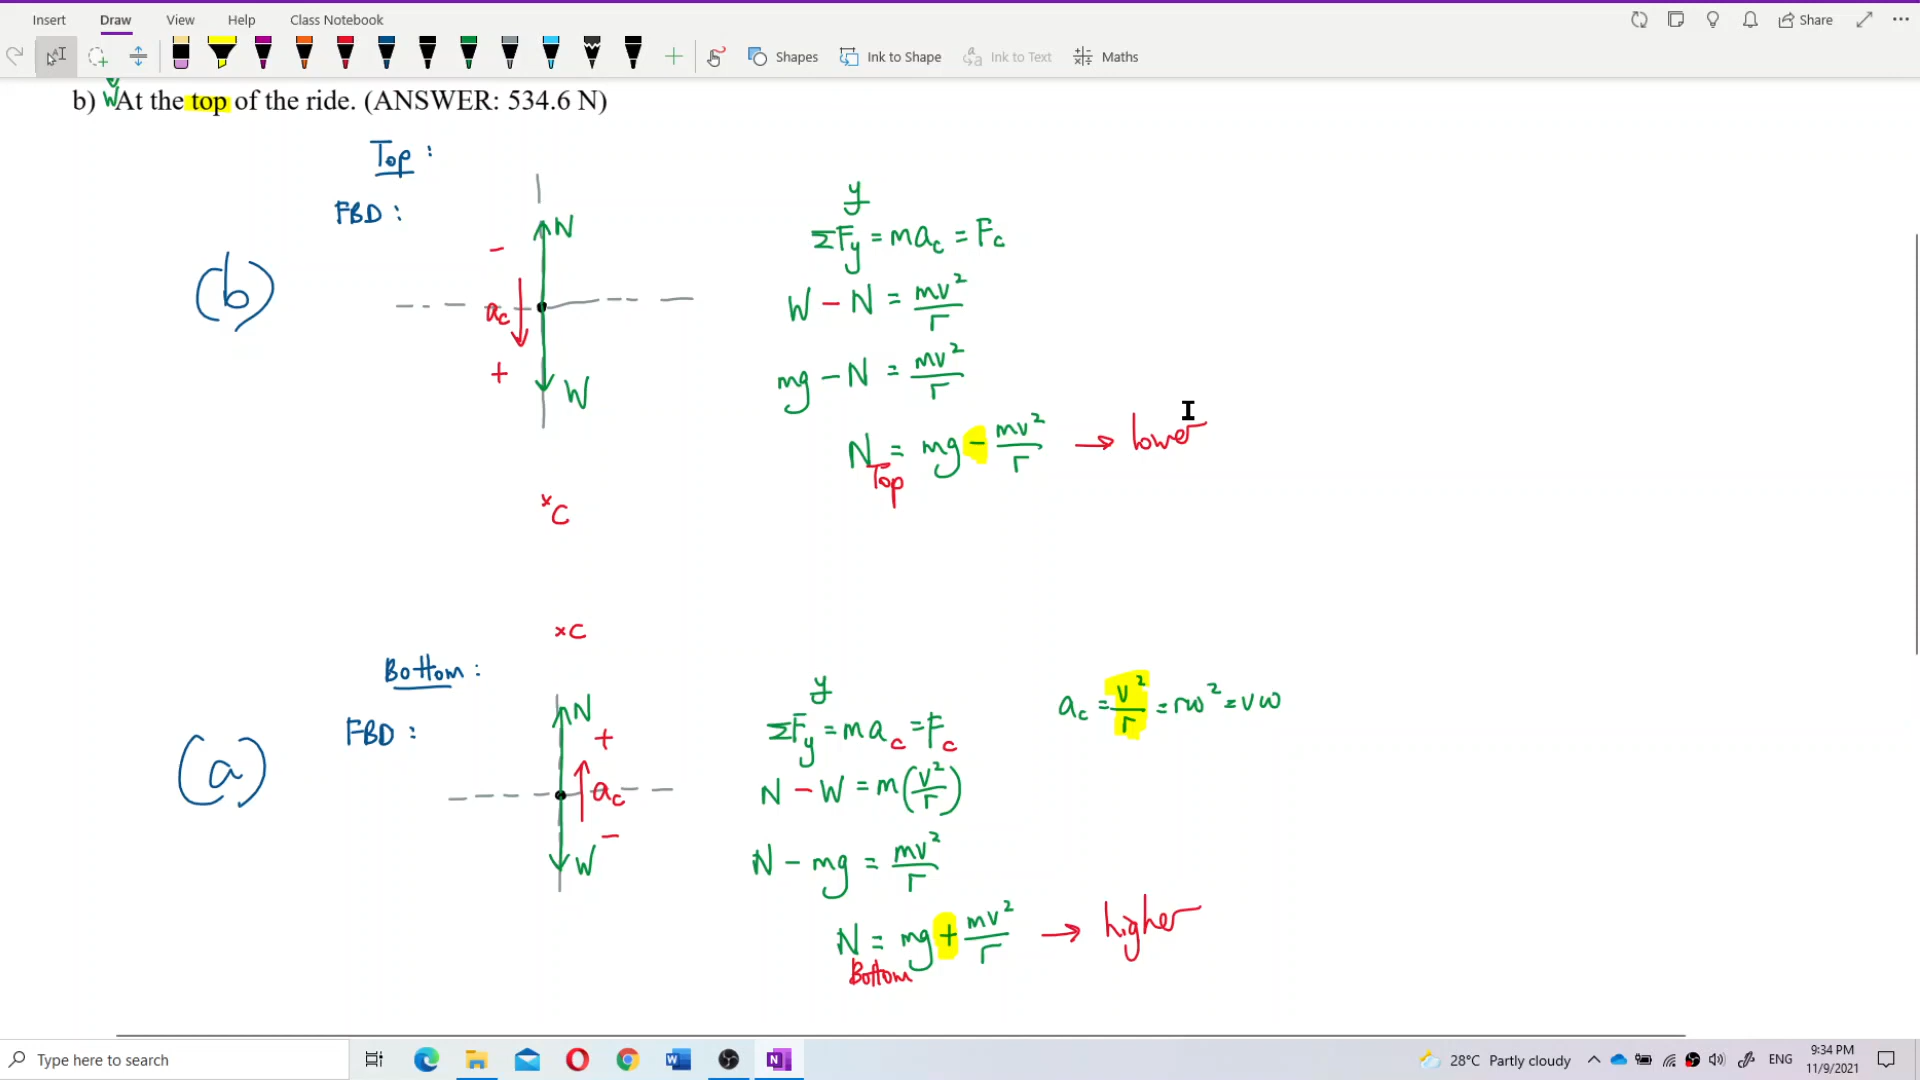 Insert Draw View Help Class Notebook Share
Shapes Ink to Shape Ink to Text Maths
b) At the top of the ride. (ANSWER: 534.6 N)
W
Top :
FBD :
(b)
N
-
ac
+
W
×C
y
ΣFy = mac = Fc
W - N = mv²/r
mg - N = mv²/r
N Top = mg - mv²/r → lower
×C
Bottom :
FBD :
(a)
N
+
ac
-
W
y
ΣFy = mac = Fc
N - W = m(v²/r)
N - mg = mv²/r
N Bottom = mg + mv²/r → higher
ac = v²/r = rω² = vω
Type here to search
28°C Partly cloudy
ENG
9:34 PM
11/9/2021